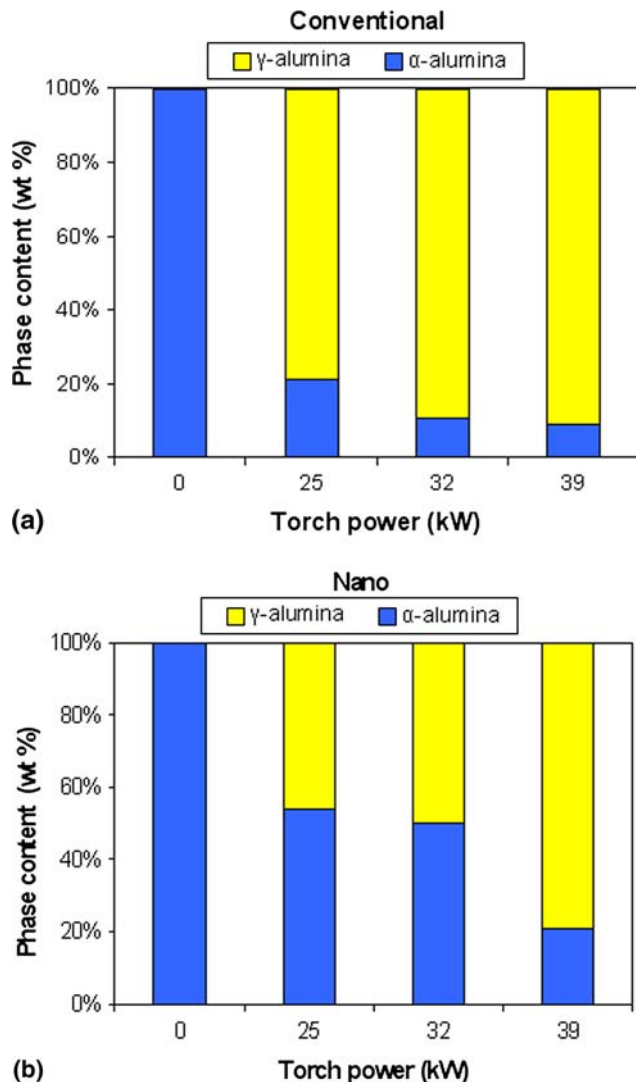 Conventional
γ-alumina α-alumina
100%
80%
60%
40%
20%
0%
Phase content (wt %)
0 25 32 39
(a) Torch power (kW)
Nano
γ-alumina α-alumina
100%
80%
60%
40%
20%
0%
Phase content (wt %)
0 25 32 39
(b) Torch power (kW)